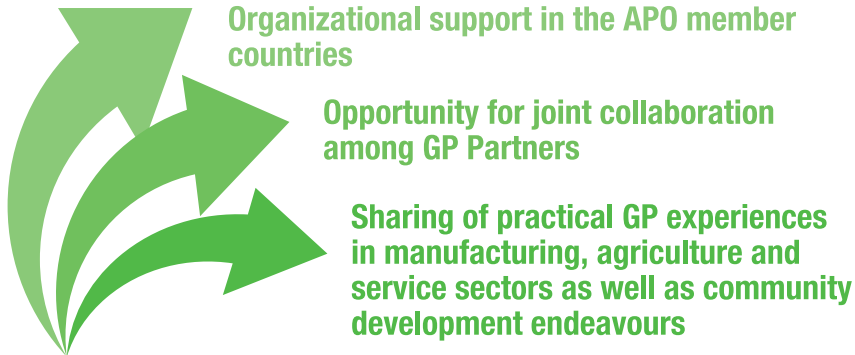 Organizational support in the APO member
countries
Opportunity for joint collaboration
among GP Partners
Sharing of practical GP experiences
in manufacturing, agriculture and
service sectors as well as community
development endeavours